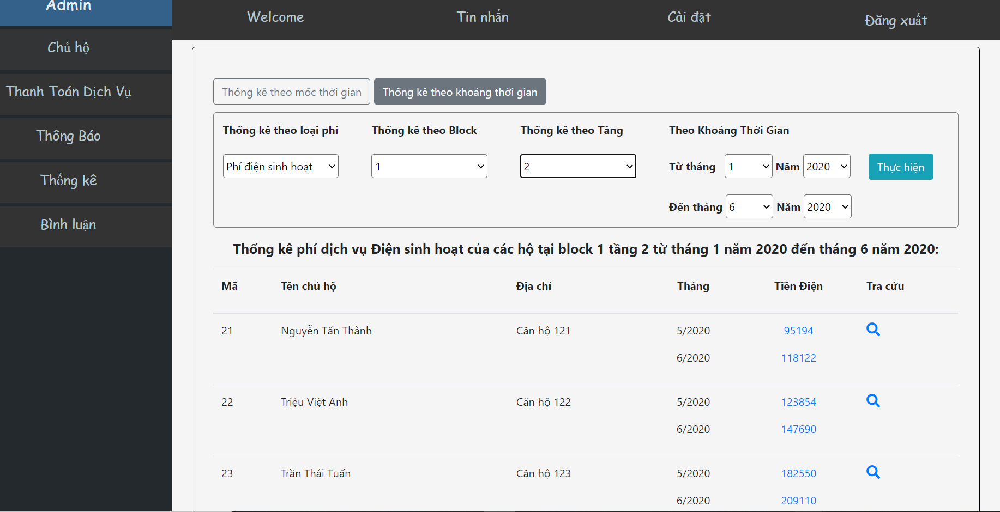 Admin
Welcome
Tin nhắn
Cài đặt
Đăng xuất
Chủ hộ
Thanh Toán Dịch Vụ
Thông Báo
Thống kê
Bình luận
Thống kê theo mốc thời gian
Thống kê theo khoảng thời gian
Thống kê theo loại phí
Thống kê theo Block
Thống kê theo Tầng
Theo Khoảng Thời Gian
Phí điện sinh hoạt
1
2
Từ tháng 1 Năm 2020
Thực hiện
Đến tháng 6 Năm 2020
Thống kê phí dịch vụ Điện sinh hoạt của các hộ tại block 1 tầng 2 từ tháng 1 năm 2020 đến tháng 6 năm 2020:
Mã Tên chủ hộ Địa chỉ Tháng Tiền Điện Tra cứu
21 Nguyễn Tấn Thành Căn hộ 121 5/2020 95194
6/2020 118122
22 Triệu Việt Anh Căn hộ 122 5/2020 123854
6/2020 147690
23 Trần Thái Tuấn Căn hộ 123 5/2020 182550
6/2020 209110